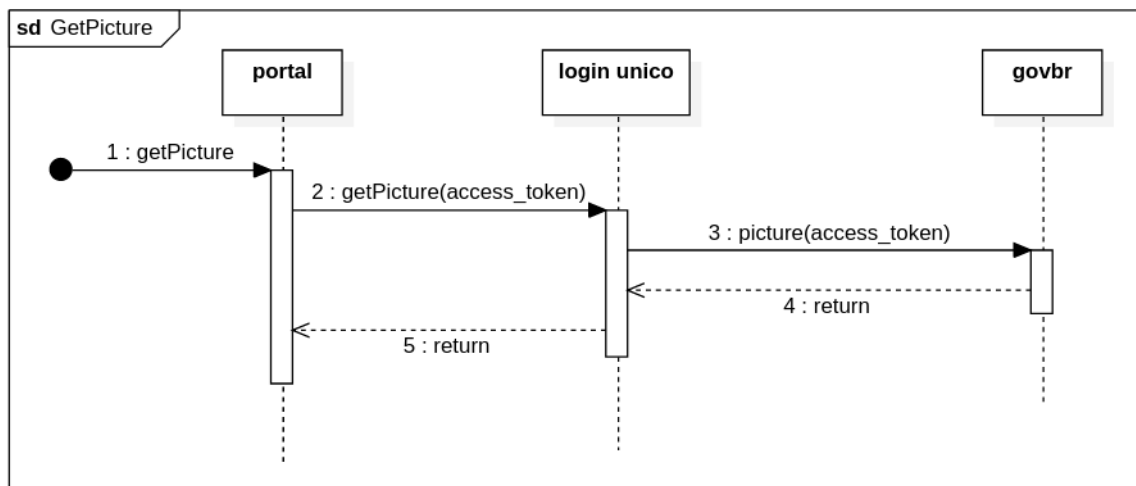 sd GetPicture
portal
login unico
govbr
1 : getPicture
2 : getPicture(access_token)
3 : picture(access_token)
4 : return
5 : return